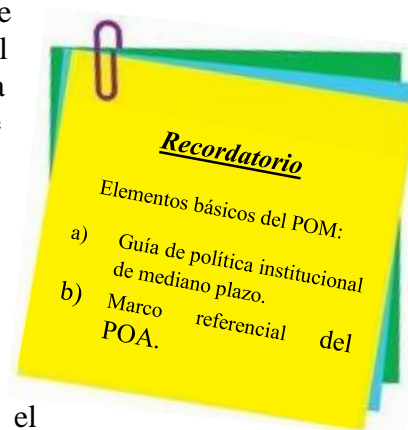 e
l
a
Recordatorio
Elementos básicos del POM:
a) Guía de política institucional
de mediano plazo.
b) Marco referencial del
POA.
el